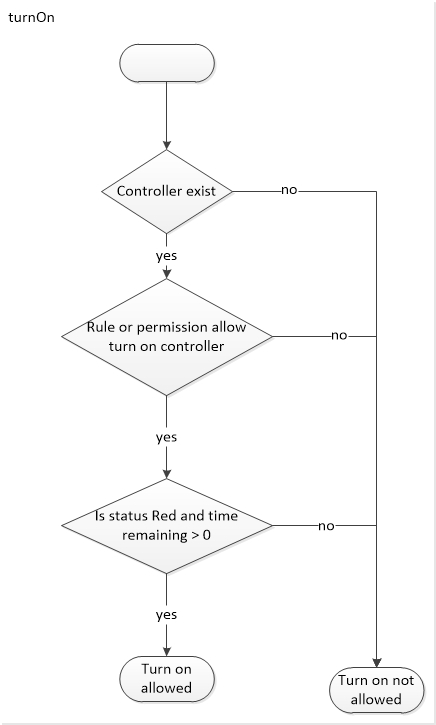 turnOn
Controller exist
no
yes
Rule or permission allow
turn on controller
no
yes
Is status Red and time
remaining > 0
no
yes
Turn on
allowed
Turn on not
allowed